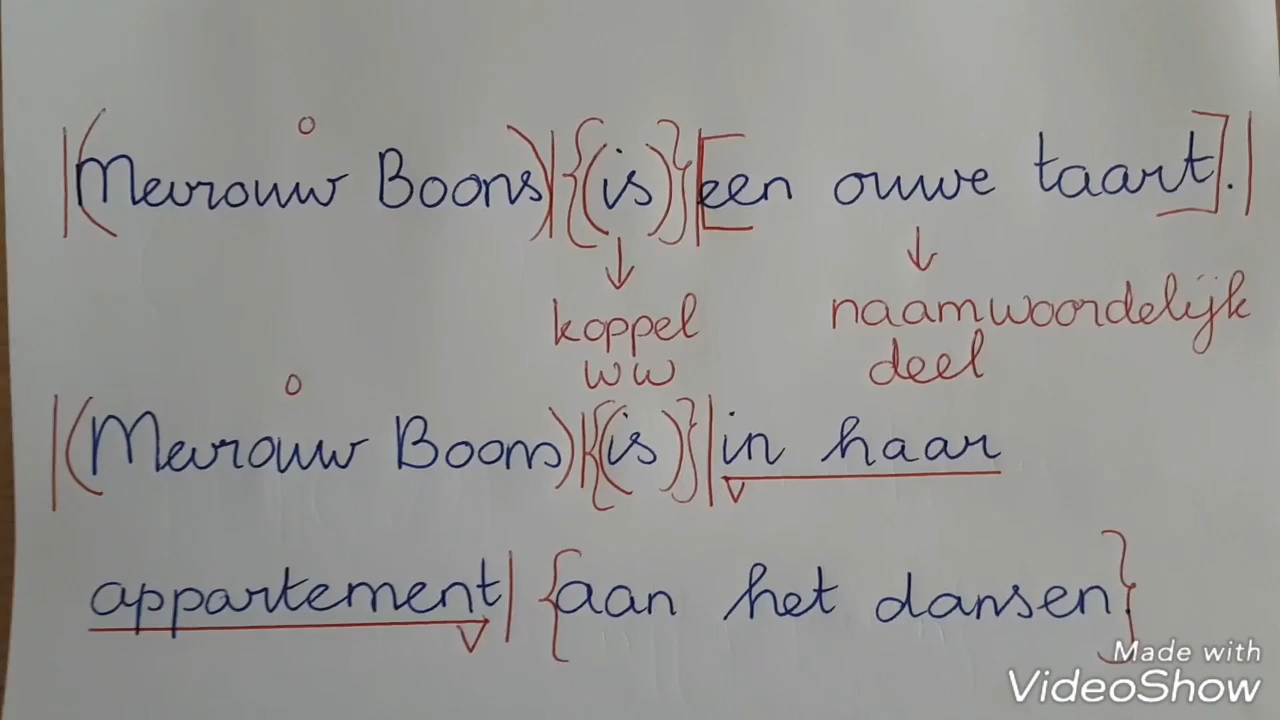 |(Mevrouw Boons)|{(is)}|[een ouwe taart].|
koppel naamwoordelijk
ww deel
|(Mevrouw Boons)|{(is)}|in haar
appartement| {aan het dansen}
Made with
VideoShow